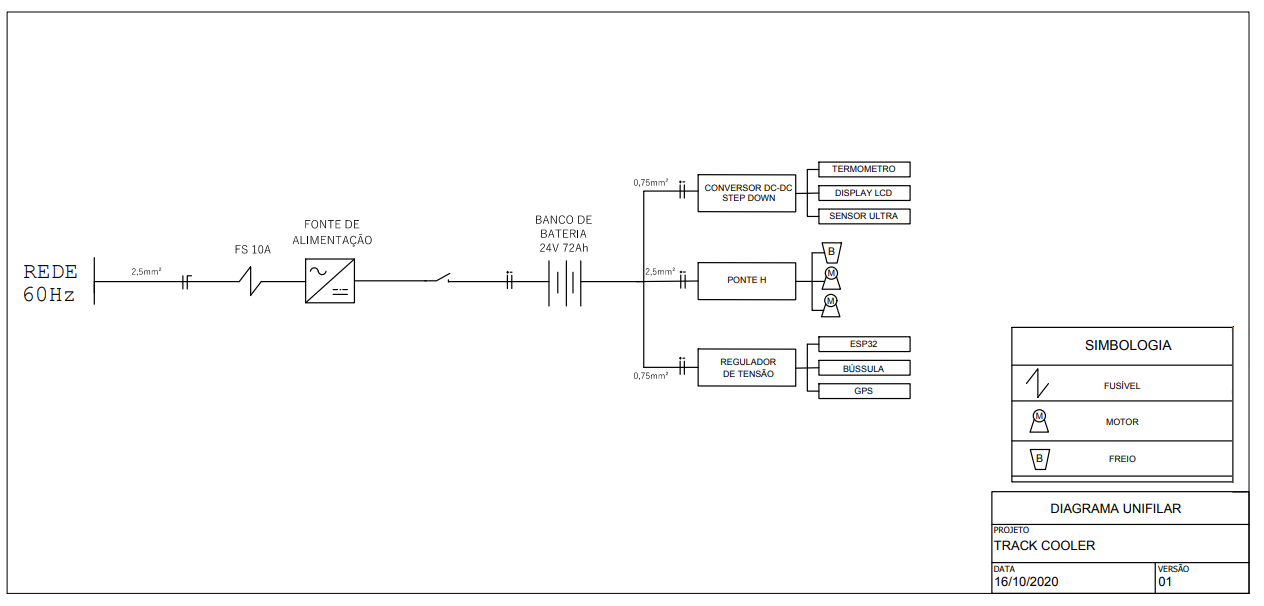 REDE
60Hz
2,5mm²
FS 10A
FONTE DE
ALIMENTAÇÃO
BANCO DE
BATERIA
24V 72Ah
0,75mm²
CONVERSOR DC-DC
STEP DOWN
TERMOMETRO
DISPLAY LCD
SENSOR ULTRA
2,5mm²
PONTE H
B
M
M
0,75mm²
REGULADOR
DE TENSÃO
ESP32
BÚSSULA
GPS
SIMBOLOGIA
FUSÍVEL
M
MOTOR
B
FREIO
DIAGRAMA UNIFILAR
PROJETO
TRACK COOLER
DATA
16/10/2020
VERSÃO
01